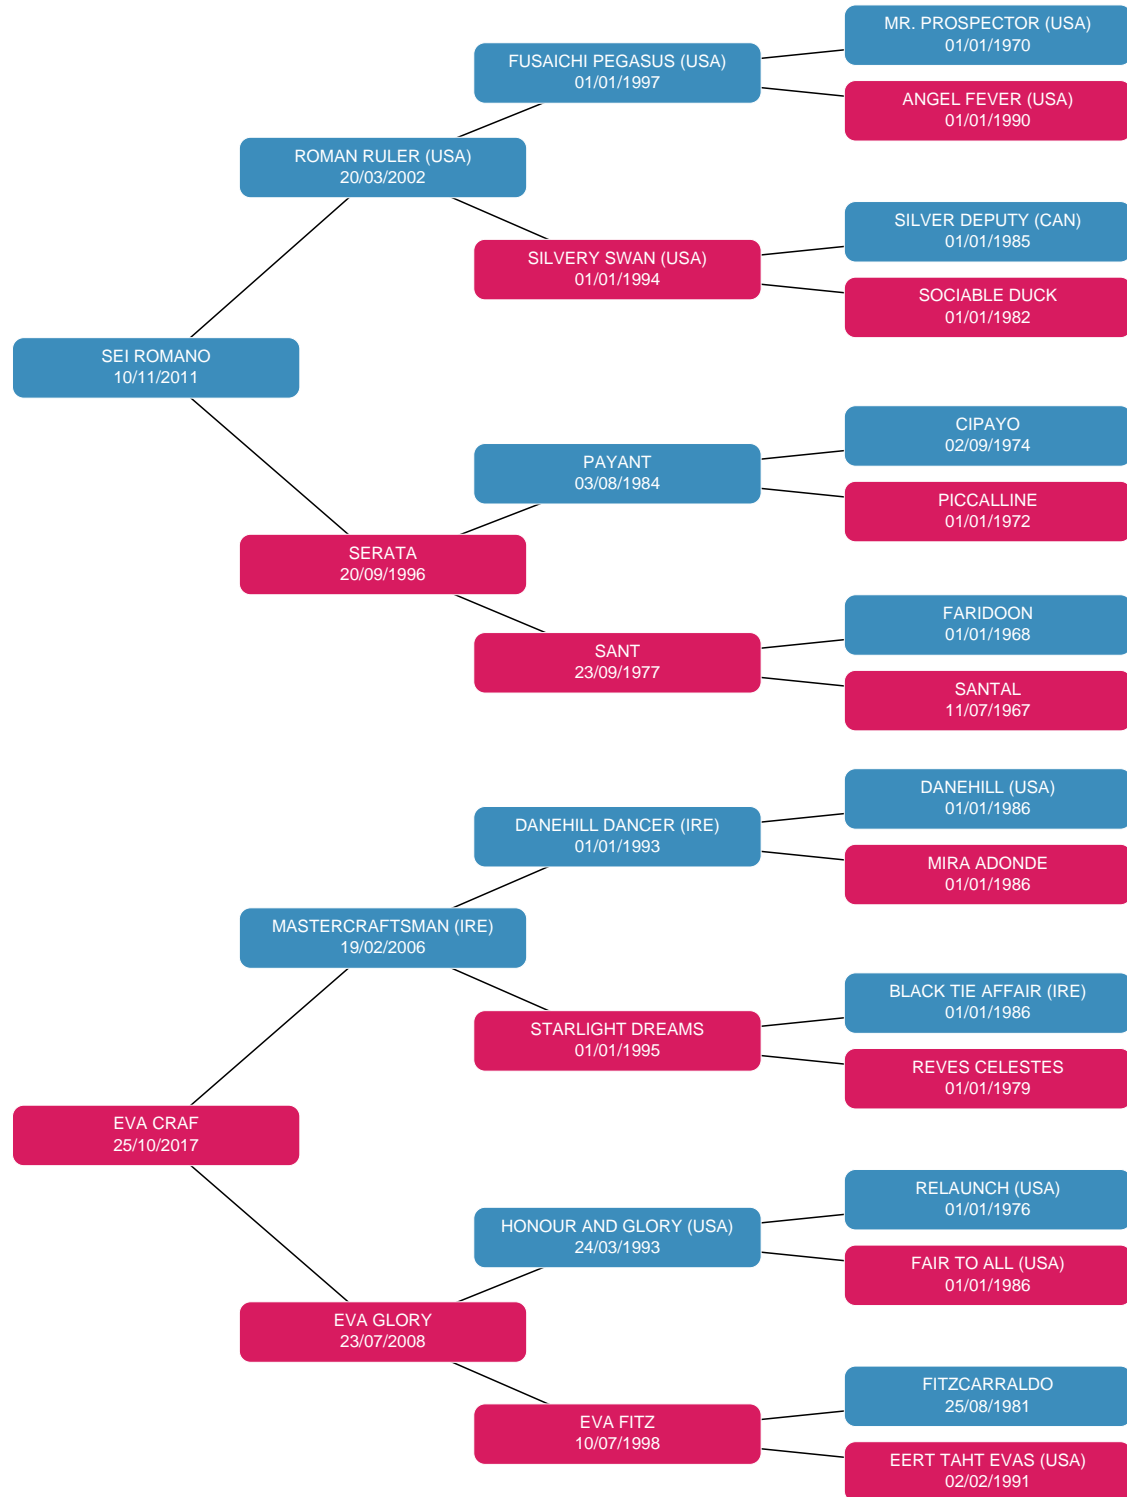 MR. PROSPECTOR (USA)
01/01/1970
FUSAICHI PEGASUS (USA)
01/01/1997
ANGEL FEVER (USA)
01/01/1990
ROMAN RULER (USA)
20/03/2002
SILVER DEPUTY (CAN)
01/01/1985
SILVERY SWAN (USA)
01/01/1994
SOCIABLE DUCK
01/01/1982
SEI ROMANO
10/11/2011
CIPAYO
02/09/1974
PAYANT
03/08/1984
PICCALLINE
01/01/1972
SERATA
20/09/1996
FARIDOON
01/01/1968
SANT
23/09/1977
SANTAL
11/07/1967
DANEHILL (USA)
01/01/1986
DANEHILL DANCER (IRE)
01/01/1993
MIRA ADONDE
01/01/1986
MASTERCRAFTSMAN (IRE)
19/02/2006
BLACK TIE AFFAIR (IRE)
01/01/1986
STARLIGHT DREAMS
01/01/1995
REVES CELESTES
01/01/1979
EVA CRAF
25/10/2017
RELAUNCH (USA)
01/01/1976
HONOUR AND GLORY (USA)
24/03/1993
FAIR TO ALL (USA)
01/01/1986
EVA GLORY
23/07/2008
FITZCARRALDO
25/08/1981
EVA FITZ
10/07/1998
EERT TAHT EVAS (USA)
02/02/1991